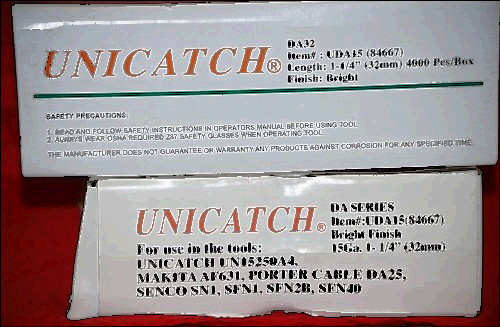 UNICATCH®
DA32
Item# : UDA15 (84667)
Length: 1-1/4" (32mm) 4000 Pcs/Box
Finish: Bright
SAFETY PRECAUTIONS:
1. READ AND FOLLOW SAFETY INSTRUCTIONS IN OPERATORS MANUAL BEFORE USING TOOL.
2. ALWAYS WEAR OSHA REQUIRED Z87 SAFETY GLASSES WHEN OPERATING TOOL.
THE MANUFACTURER DOES NOT GUARANTEE OR WARRANTY ANY PRODUCTS AGAINST CORROSION FOR ANY SPECIFIED TIME.
UNICATCH®
DA SERIES
Item#:UDA15(84667)
Bright Finish
15Ga. 1- 1/4" (32mm)
For use in the tools:
UNICATCH UN15250A4,
MAKITA AF631, PORTER CABLE DA25,
SENCO SN1, SFN1, SFN2B, SFN40